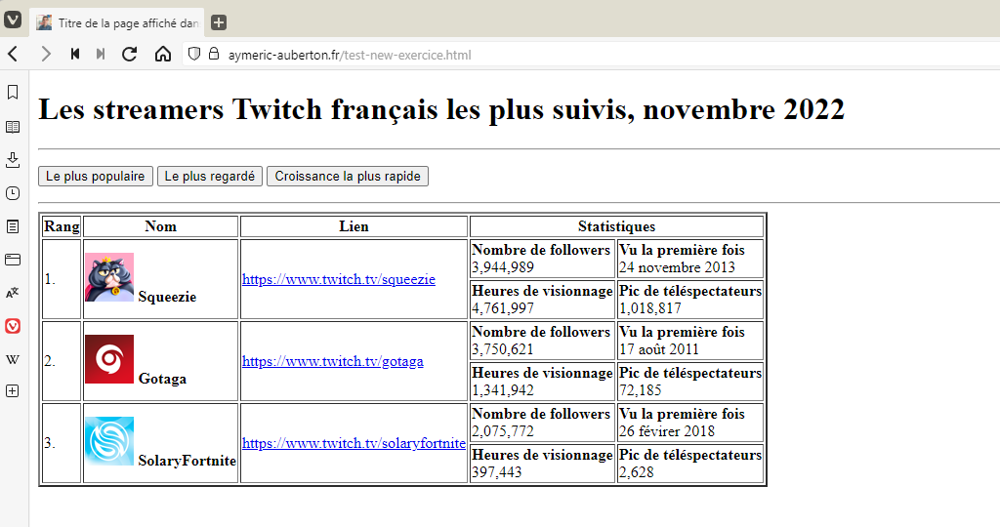 Titre de la page affiché dan
aymeric-auberton.fr/test-new-exercice.html
Les streamers Twitch français les plus suivis, novembre 2022
Le plus populaire Le plus regardé Croissance la plus rapide
Rang Nom Lien Statistiques
1. Squeezie https://www.twitch.tv/squeezie
Nombre de followers Vu la première fois
3,944,989 24 novembre 2013
Heures de visionnage Pic de téléspectateurs
4,761,997 1,018,817
2. Gotaga https://www.twitch.tv/gotaga
Nombre de followers Vu la première fois
3,750,621 17 août 2011
Heures de visionnage Pic de téléspectateurs
1,341,942 72,185
3. SolaryFortnite https://www.twitch.tv/solaryfortnite
Nombre de followers Vu la première fois
2,075,772 26 févirer 2018
Heures de visionnage Pic de téléspectateurs
397,443 2,628